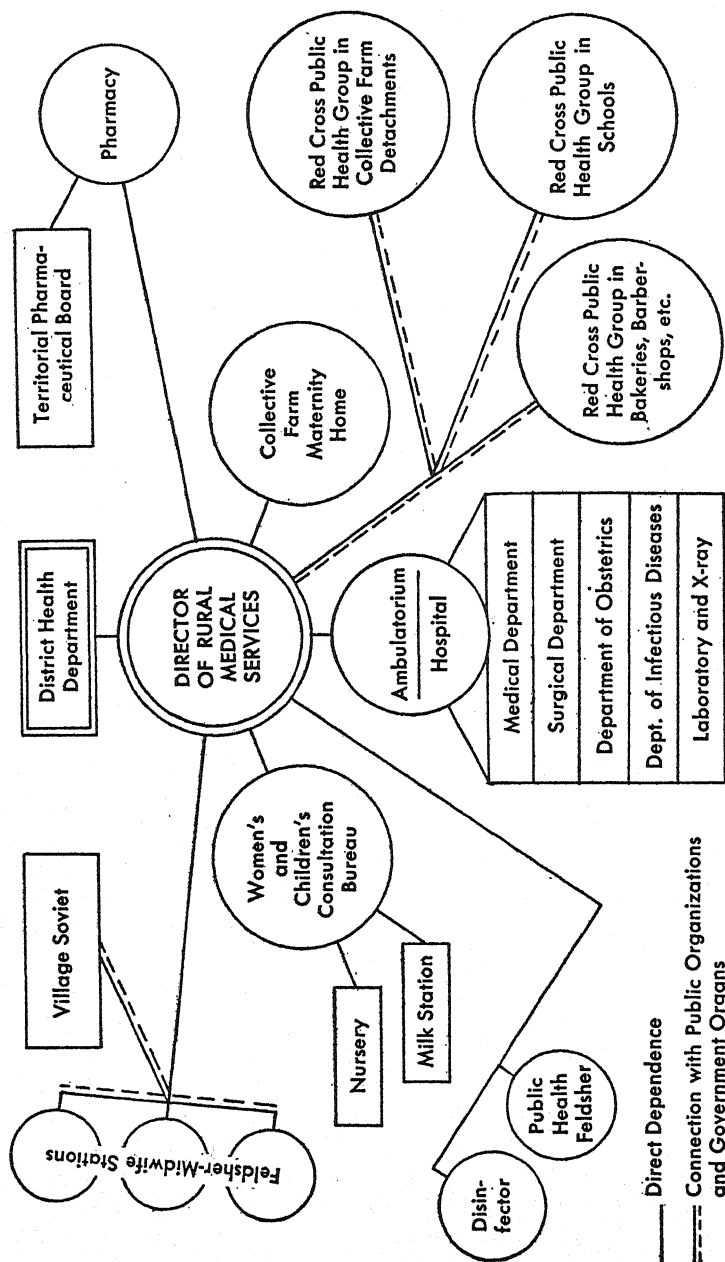 Pharmacy
Territorial Pharma-
ceutical Board
District Health
Department
Village Soviet
Feldsher-Midwife Stations
DIRECTOR
OF RURAL
MEDICAL
SERVICES
Collective
Farm
Maternity
Home
Red Cross Public
Health Group in
Collective Farm
Detachments
Red Cross Public
Health Group in
Schools
Red Cross Public
Health Group in
Bakeries, Barber-
shops, etc.
Women's
and
Children's
Consultation
Bureau
Nursery
Milk Station
Ambulatorium
Hospital
Medical Department
Surgical Department
Department of Obstetrics
Dept. of Infectious Diseases
Laboratory and X-ray
Public
Health
Feldsher
Disin-
fector
Direct Dependence
Connection with Public Organizations
and Government Organs